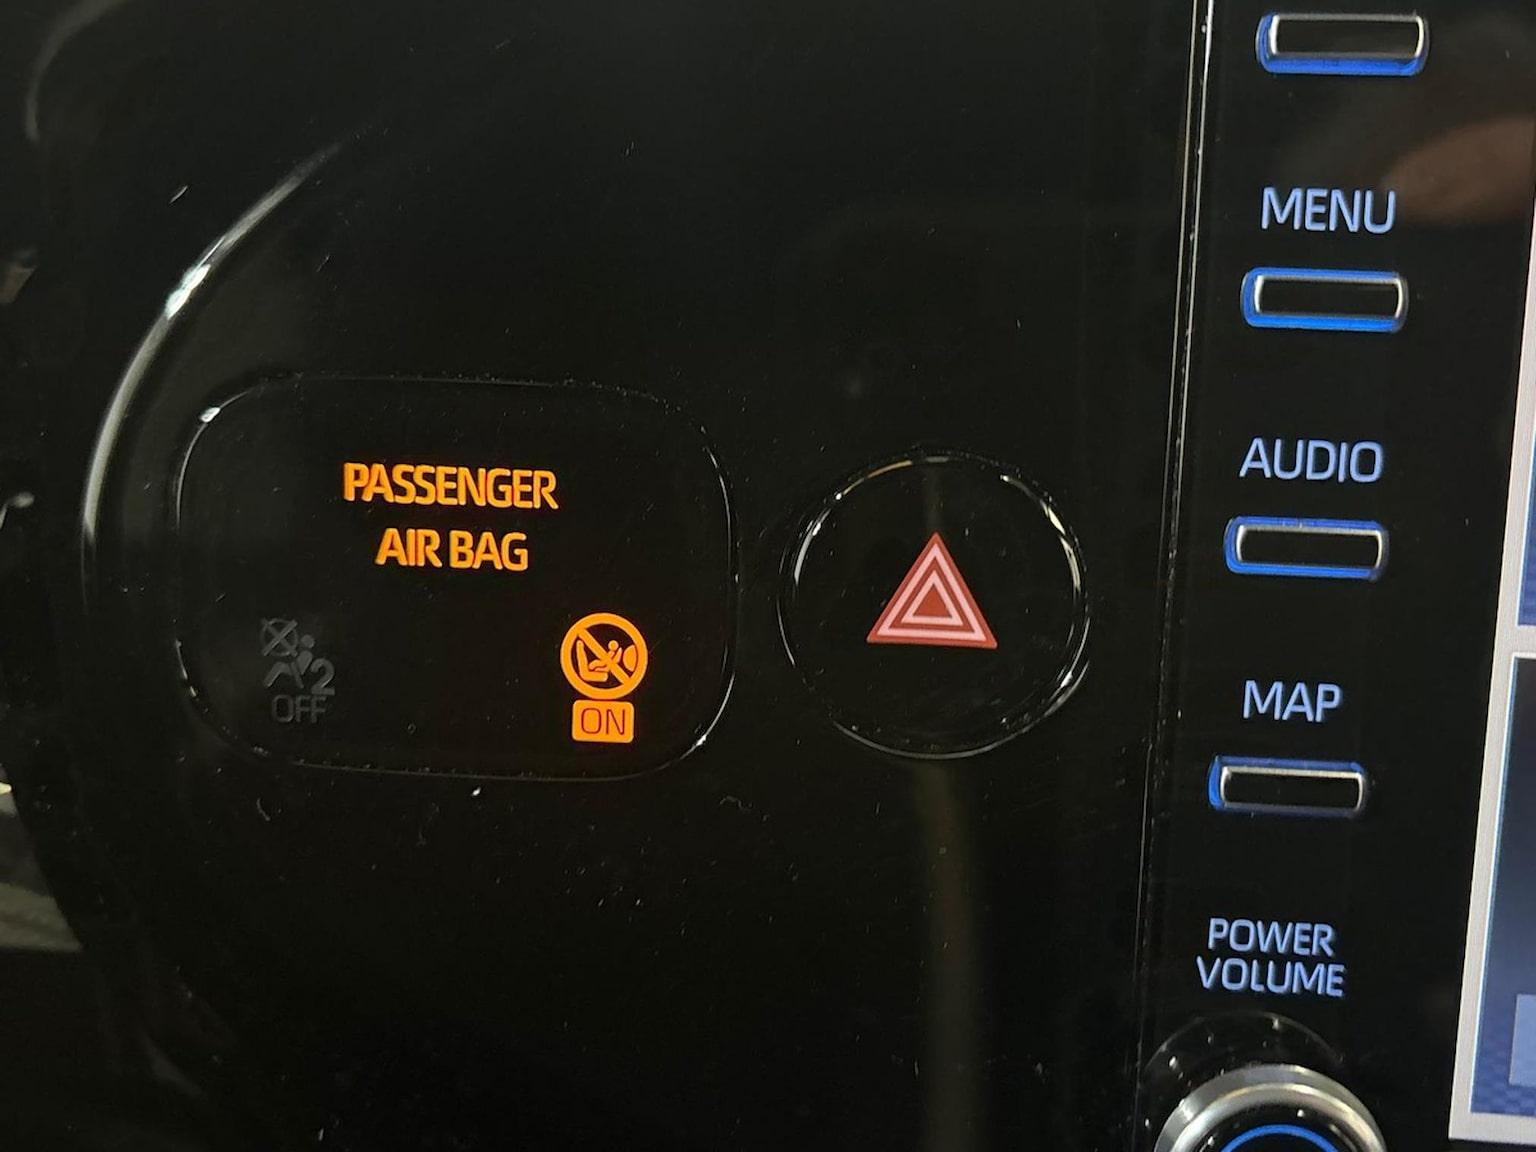 PASSENGER
AIR BAG
2
OFF
ON
MENU
AUDIO
MAP
POWER
VOLUME